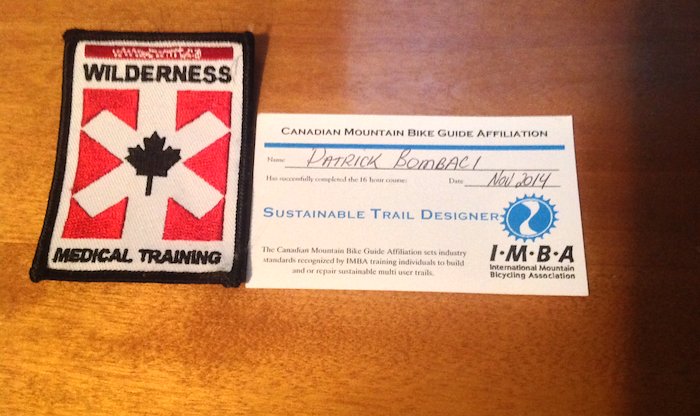 WILDERNESS
MEDICAL TRAINING
CANADIAN MOUNTAIN BIKE GUIDE AFFILIATION
Name PATRICK BOMBACI
Has successfully completed the 16 hour course: Date NOV 2014
SUSTAINABLE TRAIL DESIGNER
The Canadian Mountain Bike Guide Affiliation sets industry
standards recognized by IMBA training individuals to build
and or repair sustainable multi user trails.
I·M·B·A
International Mountain
Bicycling Association